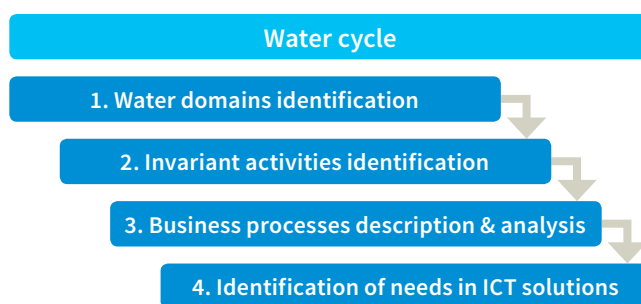 Water cycle
1. Water domains identification
2. Invariant activities identification
3. Business processes description & analysis
4. Identification of needs in ICT solutions